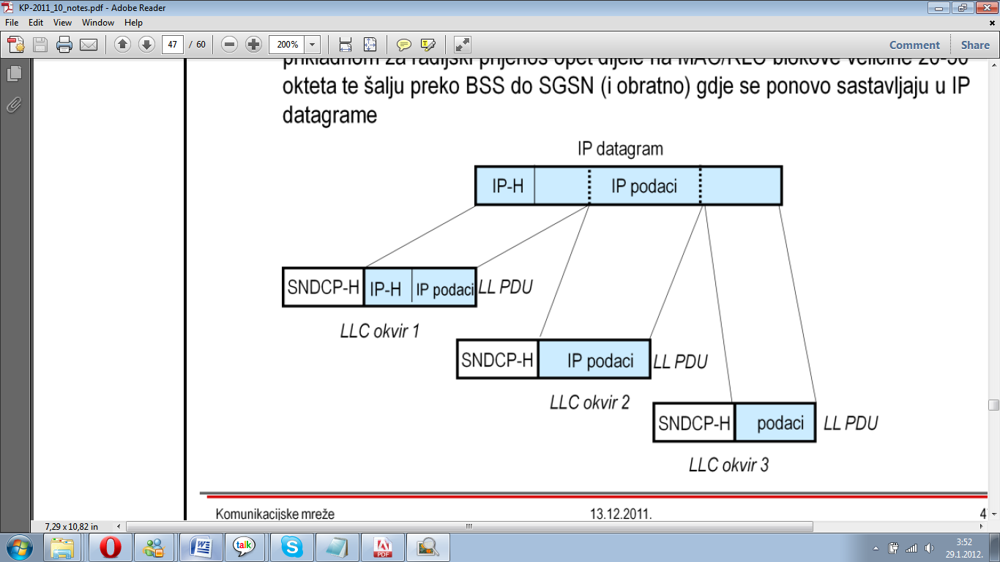 KP-2011_10_notes.pdf - Adobe Reader
File Edit View Window Help
47 / 60 200% Comment Share
prikladnom za radijski prijenos opet dijele na MAC/RLC blokove veličine 20-50
okteta te šalju preko BSS do SGSN (i obratno) gdje se ponovo sastavljaju u IP
datagrame
IP datagram
IP-H IP podaci
SNDCP-H IP-H IP podaci LL PDU
LLC okvir 1
SNDCP-H IP podaci LL PDU
LLC okvir 2
SNDCP-H podaci LL PDU
LLC okvir 3
Komunikacijske mreže 13.12.2011. 4
7,29 x 10,82 in
talk
PDF
3:52
29.1.2012.